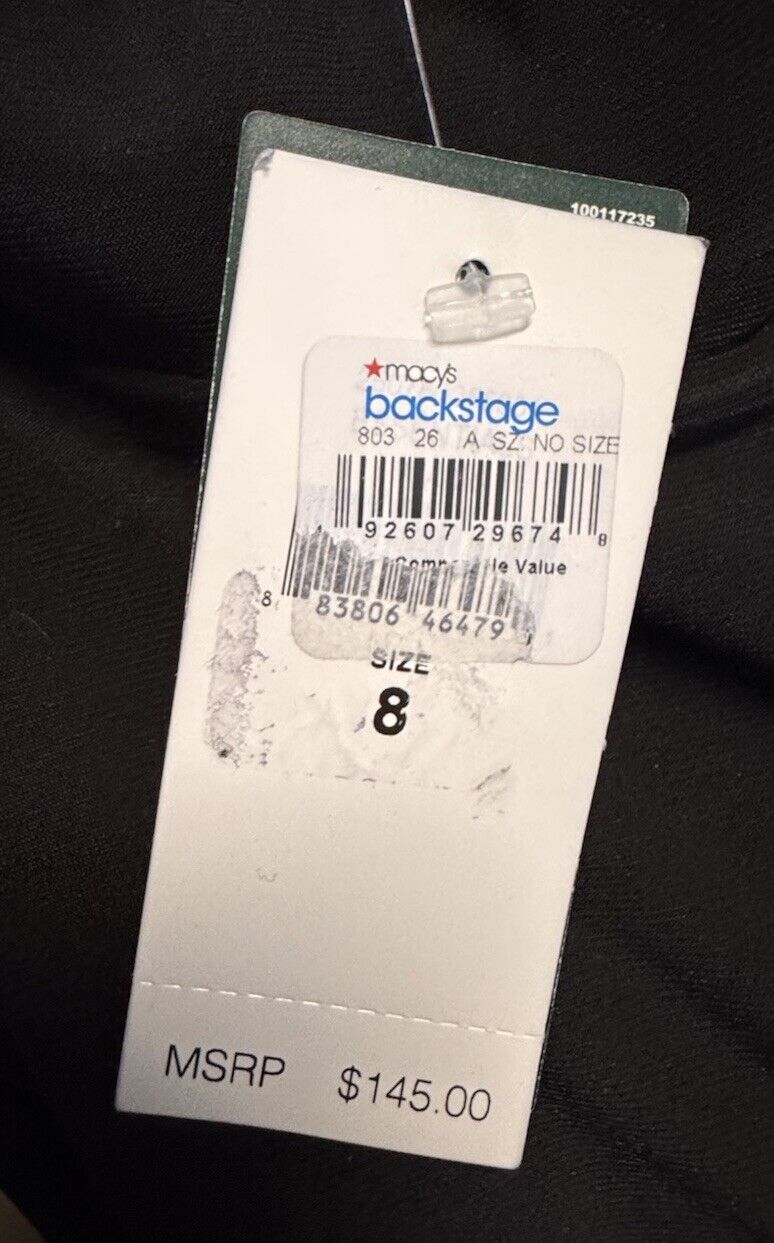 100117235
macy's
backstage
803 26 A SZ: NO SIZE
92607 29674 8
Value
8 83806 46479
SIZE
8
MSRP $145.00